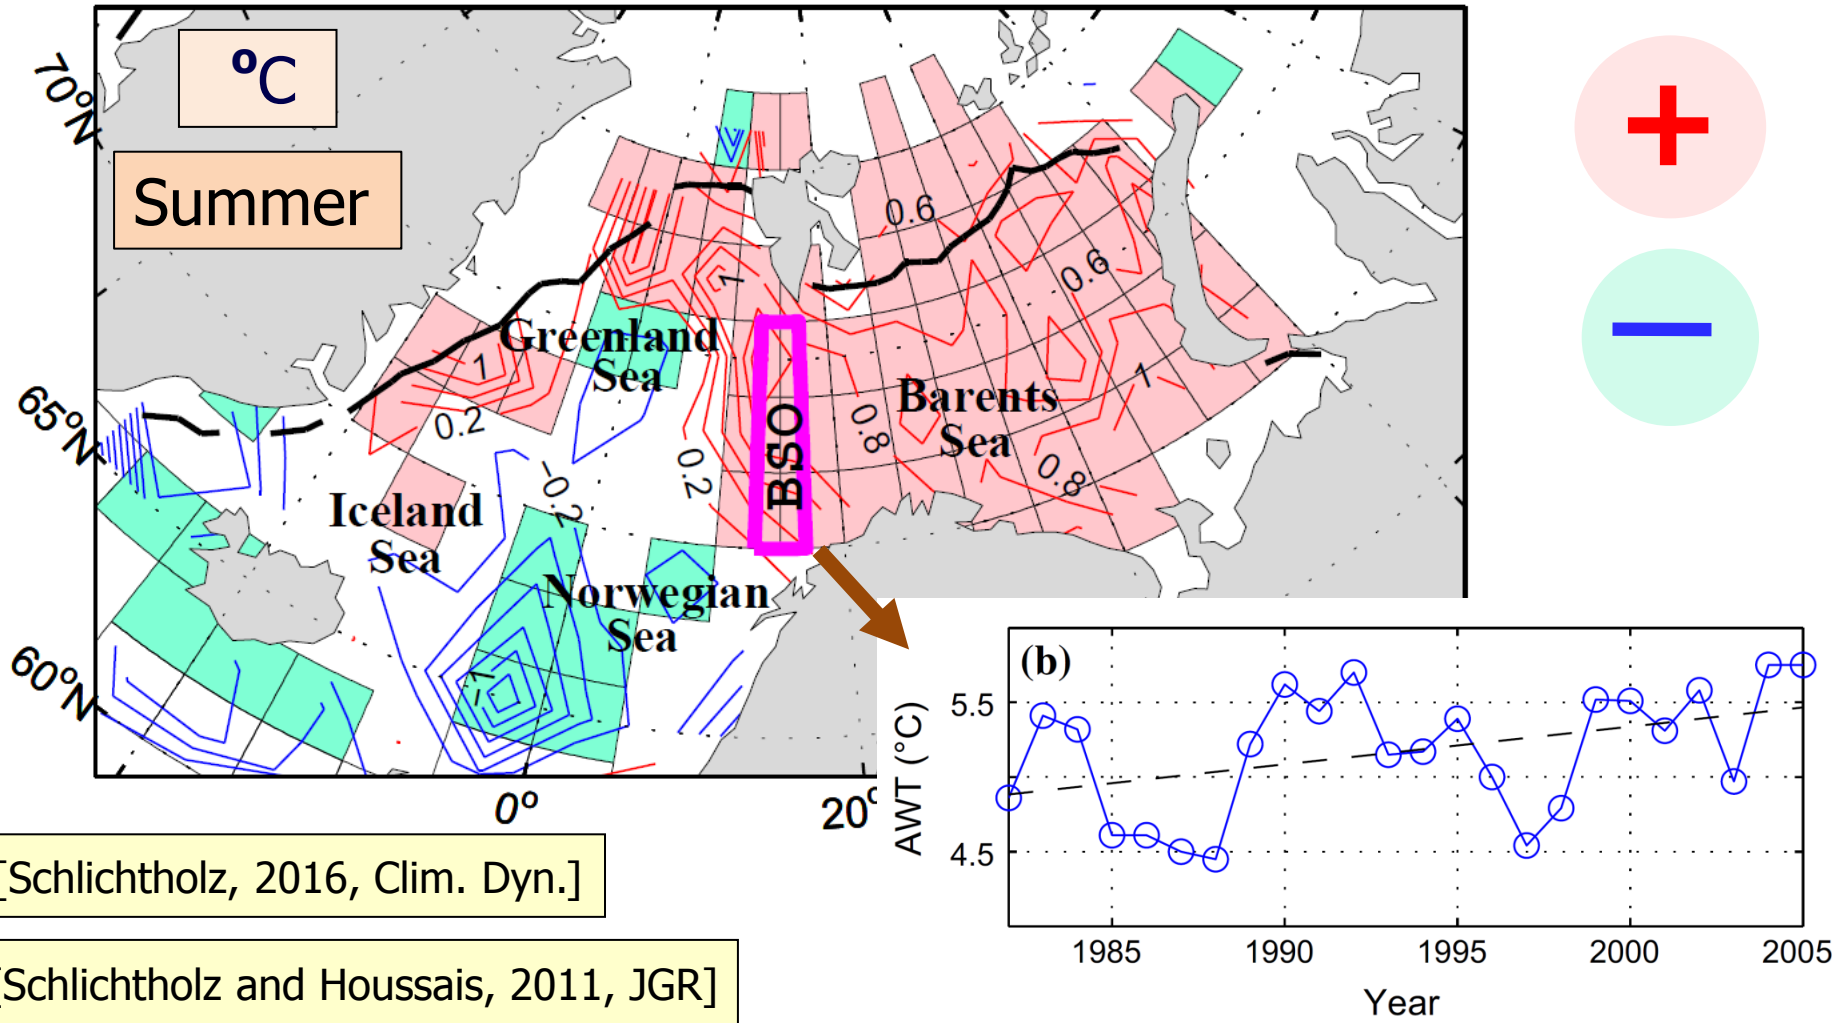 70°N
°C
Summer
+
0.6
0.6
1
Greenland
Sea
1
1
65°N
0.2
0.8
Barents
Sea
BSO
0.2
0.8
−0.2
Iceland
Sea
Norwegian
Sea
−1
60°N
0°
20°
(b)
5.5
4.5
AWT (°C)
1985
1990
1995
2000
2005
Year
[Schlichtholz, 2016, Clim. Dyn.]
[Schlichtholz and Houssais, 2011, JGR]